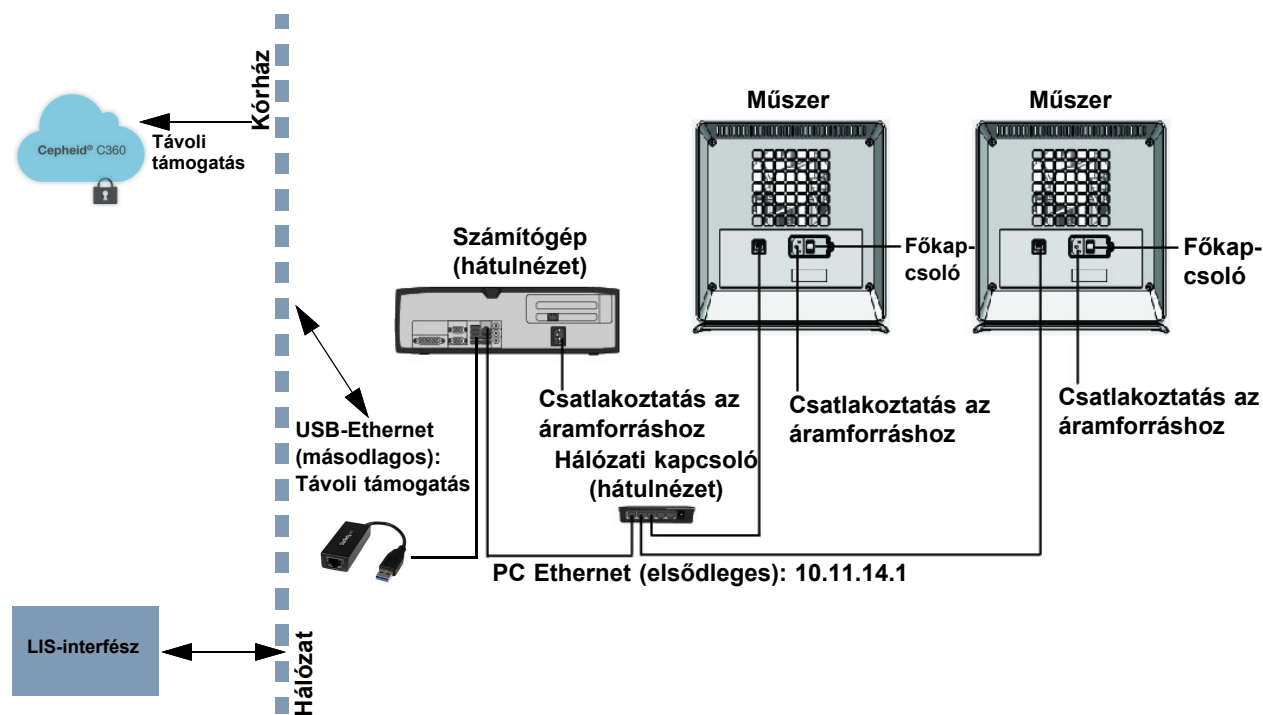 Kórház
Cepheid® C360
Távoli
támogatás
Műszer
Műszer
Számítógép
(hátulnézet)
Főkap-
csoló
Főkap-
csoló
Csatlakoztatás az
áramforráshoz
Csatlakoztatás az
áramforráshoz
Csatlakoztatás az
áramforráshoz
USB-Ethernet
(másodlagos):
Távoli támogatás
Hálózati kapcsoló
(hátulnézet)
StarTech
PC Ethernet (elsődleges): 10.11.14.1
LIS-interfész
Hálózat